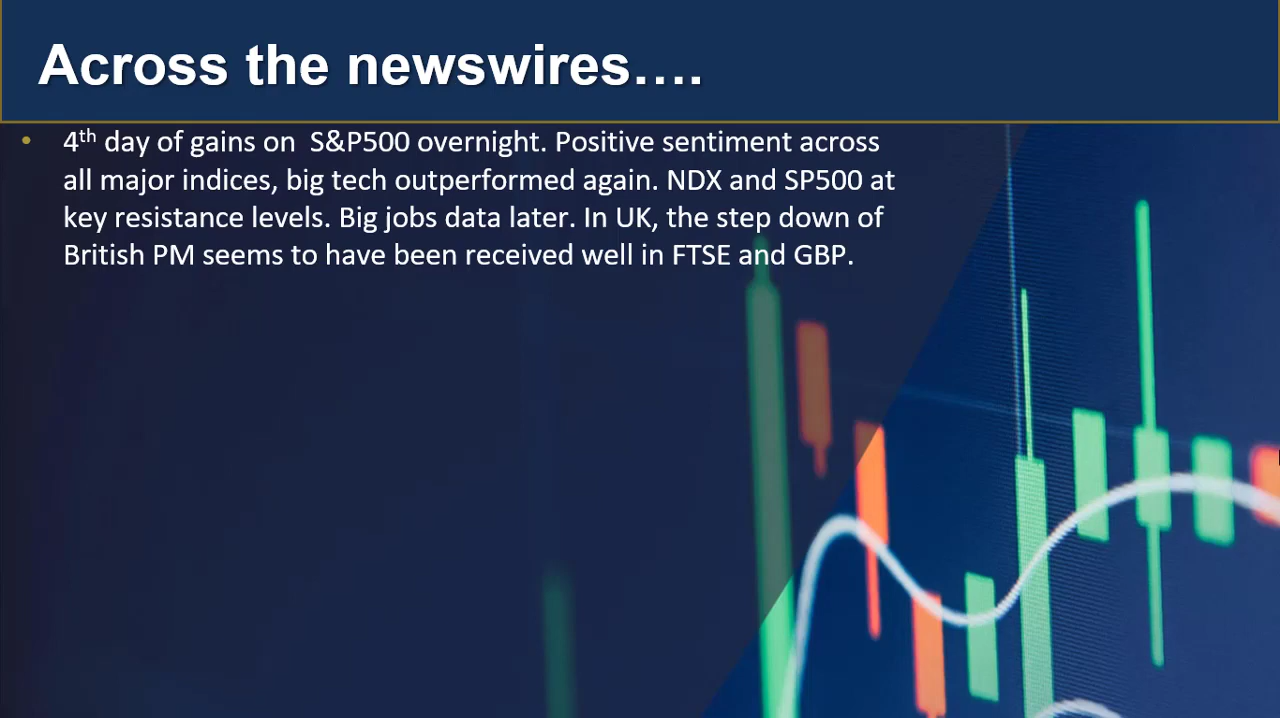 Across the newswires….
• 4th day of gains on  S&P500 overnight. Positive sentiment across
all major indices, big tech outperformed again. NDX and SP500 at
key resistance levels. Big jobs data later. In UK, the step down of
British PM seems to have been received well in FTSE and GBP.